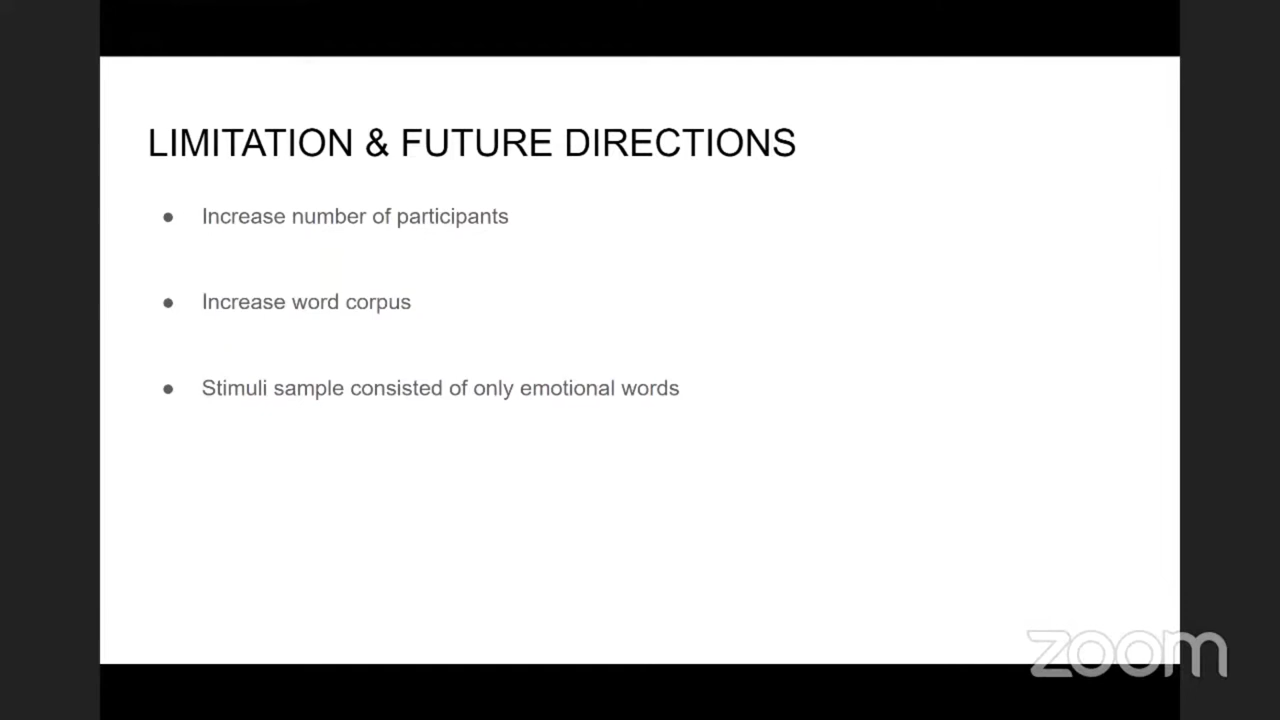 LIMITATION & FUTURE DIRECTIONS
● Increase number of participants
● Increase word corpus
● Stimuli sample consisted of only emotional words
zoom